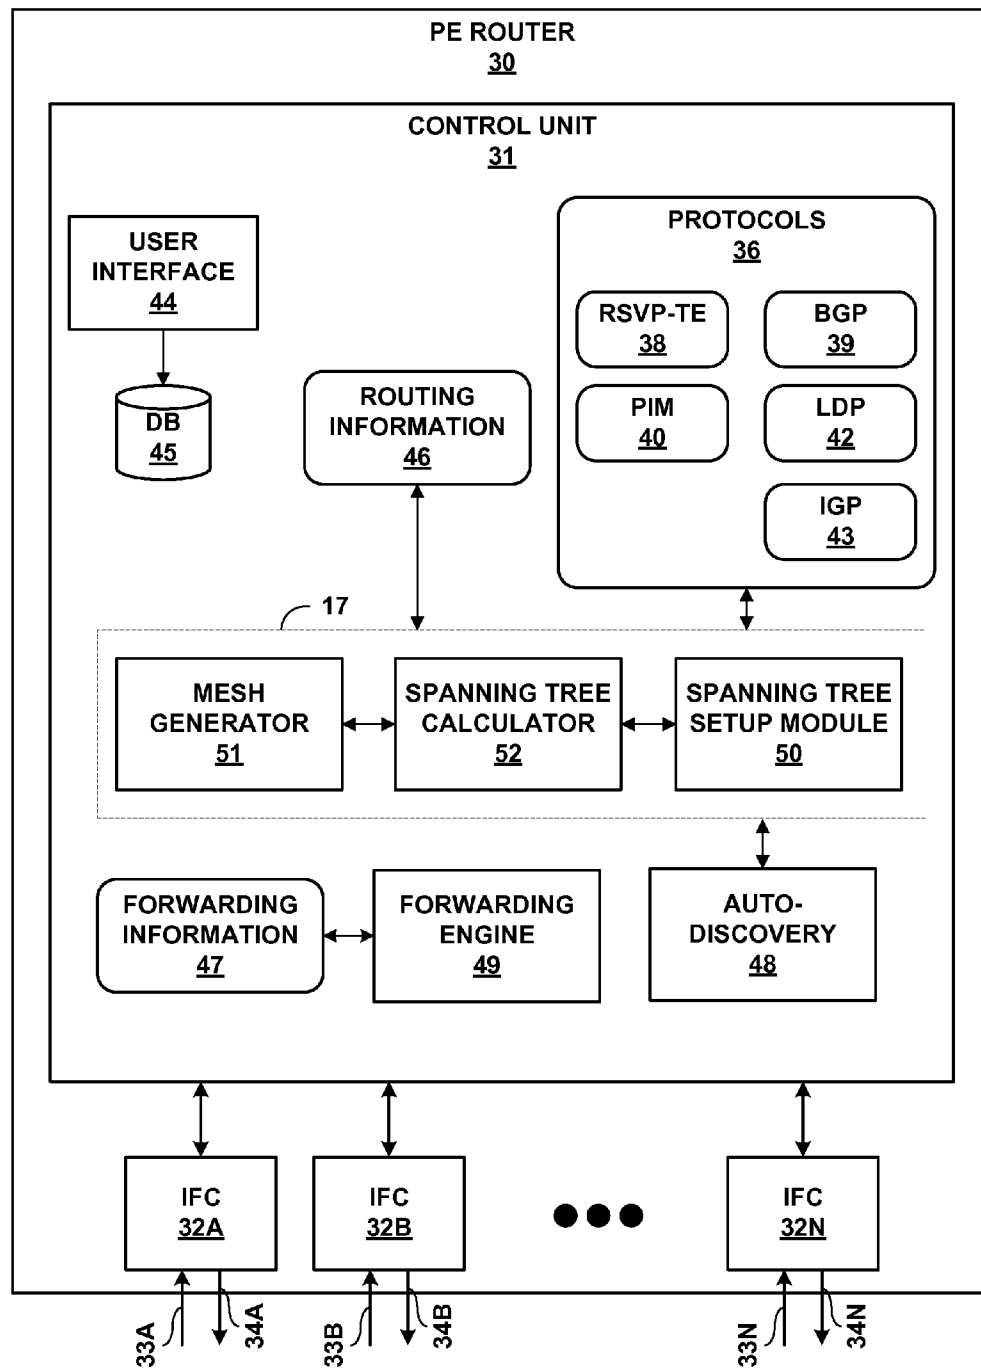 PE ROUTER
30
CONTROL UNIT
31
USER
INTERFACE
44
DB
45
ROUTING
INFORMATION
46
PROTOCOLS
36
RSVP-TE
38
BGP
39
PIM
40
LDP
42
IGP
43
17
MESH
GENERATOR
51
SPANNING TREE
CALCULATOR
52
SPANNING TREE
SETUP MODULE
50
FORWARDING
INFORMATION
47
FORWARDING
ENGINE
49
AUTO-
DISCOVERY
48
IFC
32A
IFC
32B
IFC
32N
33A
34A
33B
34B
33N
34N